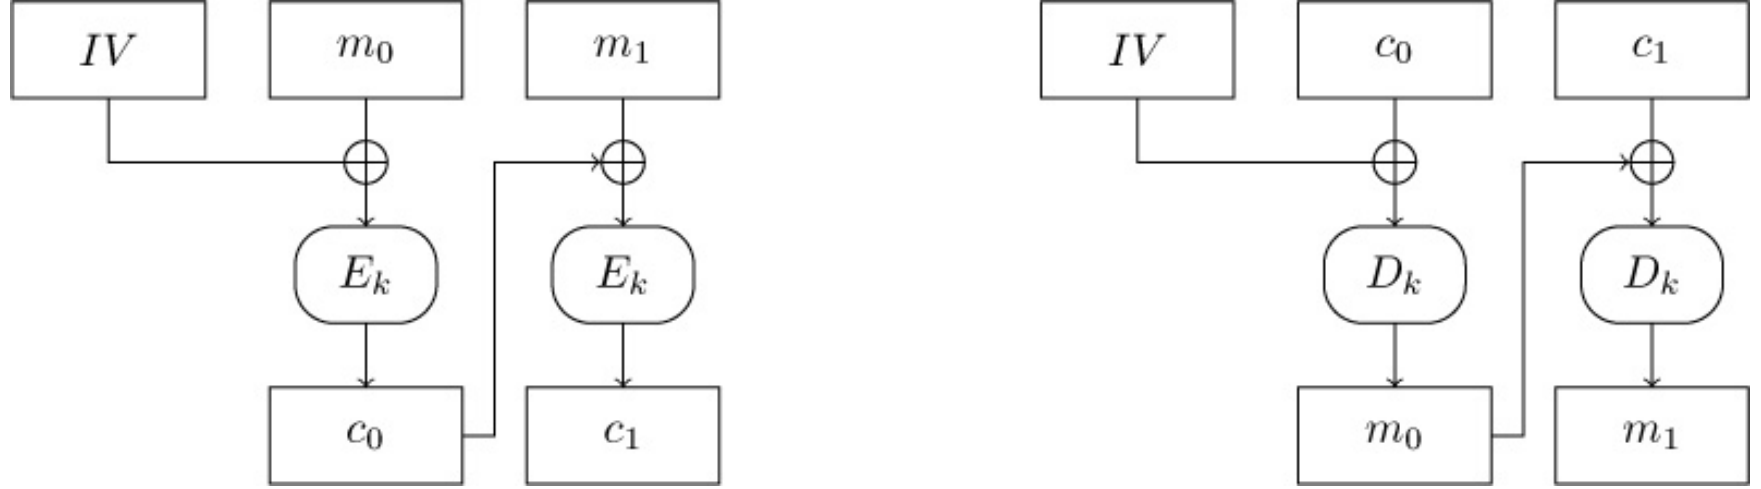 IV m₀ m₁ IV c₀ c₁
Eₖ Eₖ Dₖ Dₖ
c₀ c₁ m₀ m₁